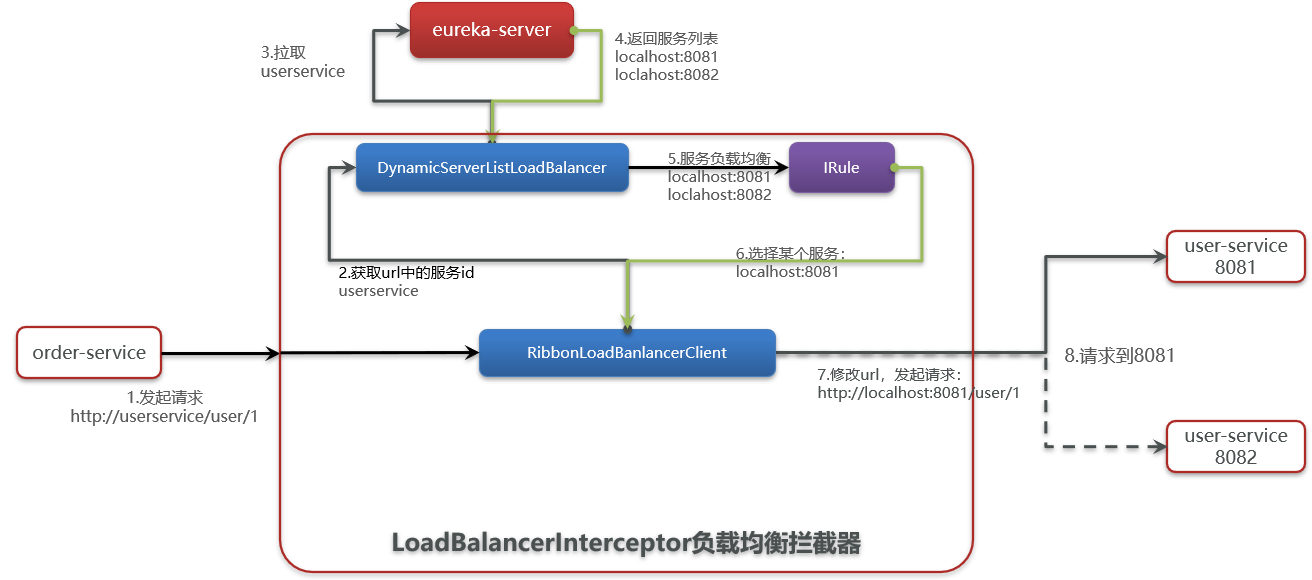 eureka-server
3.拉取
userservice
4.返回服务列表
localhost:8081
loclahost:8082
DynamicServerListLoadBalancer
5.服务负载均衡
localhost:8081
loclahost:8082
IRule
2.获取url中的服务id
userservice
6.选择某个服务：
localhost:8081
order-service
1.发起请求
http://userservice/user/1
RibbonLoadBanlancerClient
7.修改url，发起请求：
http://localhost:8081/user/1
8.请求到8081
user-service
8081
user-service
8082
LoadBalancerInterceptor负载均衡拦截器